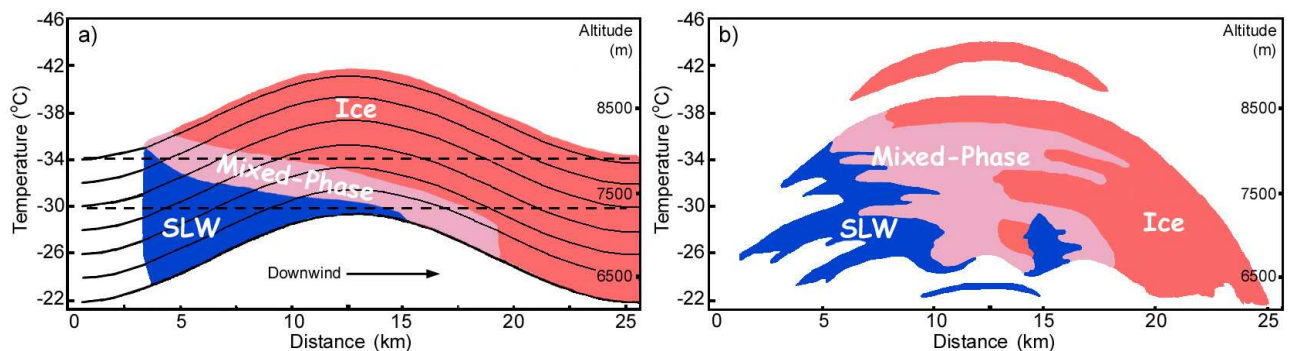 a)
Temperature (°C)
-46
-42
-38
-34
-30
-26
-22
Altitude
(m)
8500
7500
6500
Ice
Mixed-Phase
SLW
Downwind
0 5 10 15 20 25
Distance (km)
b)
Temperature (°C)
-46
-42
-38
-34
-30
-26
-22
Altitude
(m)
8500
7500
6500
Mixed-Phase
SLW
Ice
0 5 10 15 20 25
Distance (km)